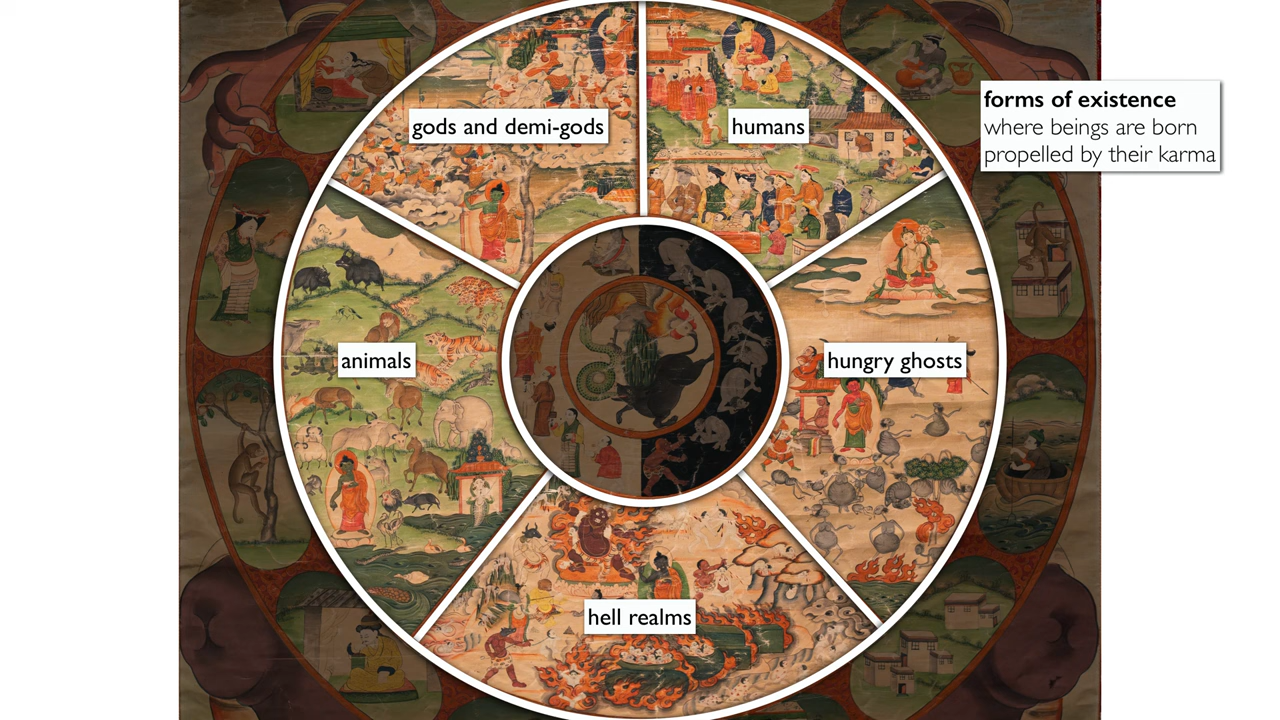 gods and demi-gods
humans
forms of existence
where beings are born
propelled by their karma
animals
hungry ghosts
hell realms